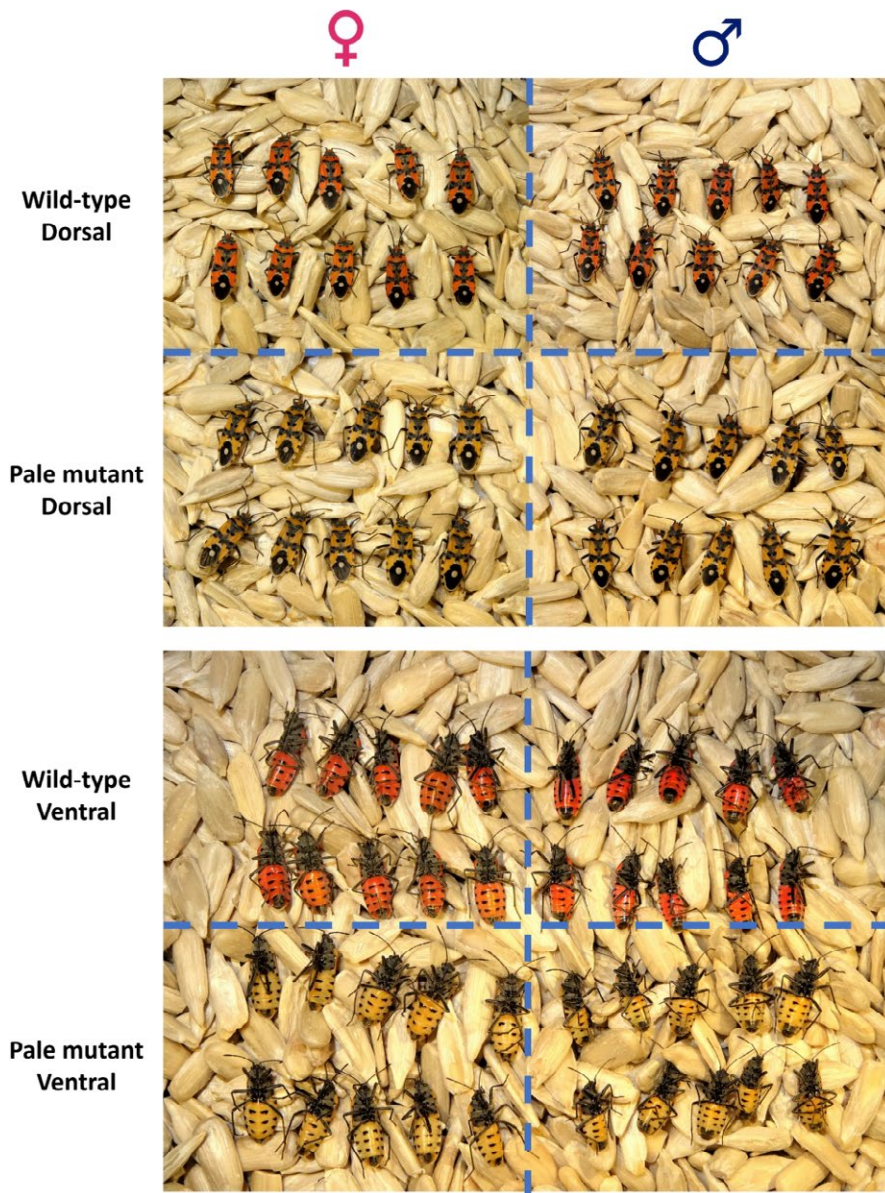 ♀ ♂
Wild-type
Dorsal
Pale mutant
Dorsal
Wild-type
Ventral
Pale mutant
Ventral